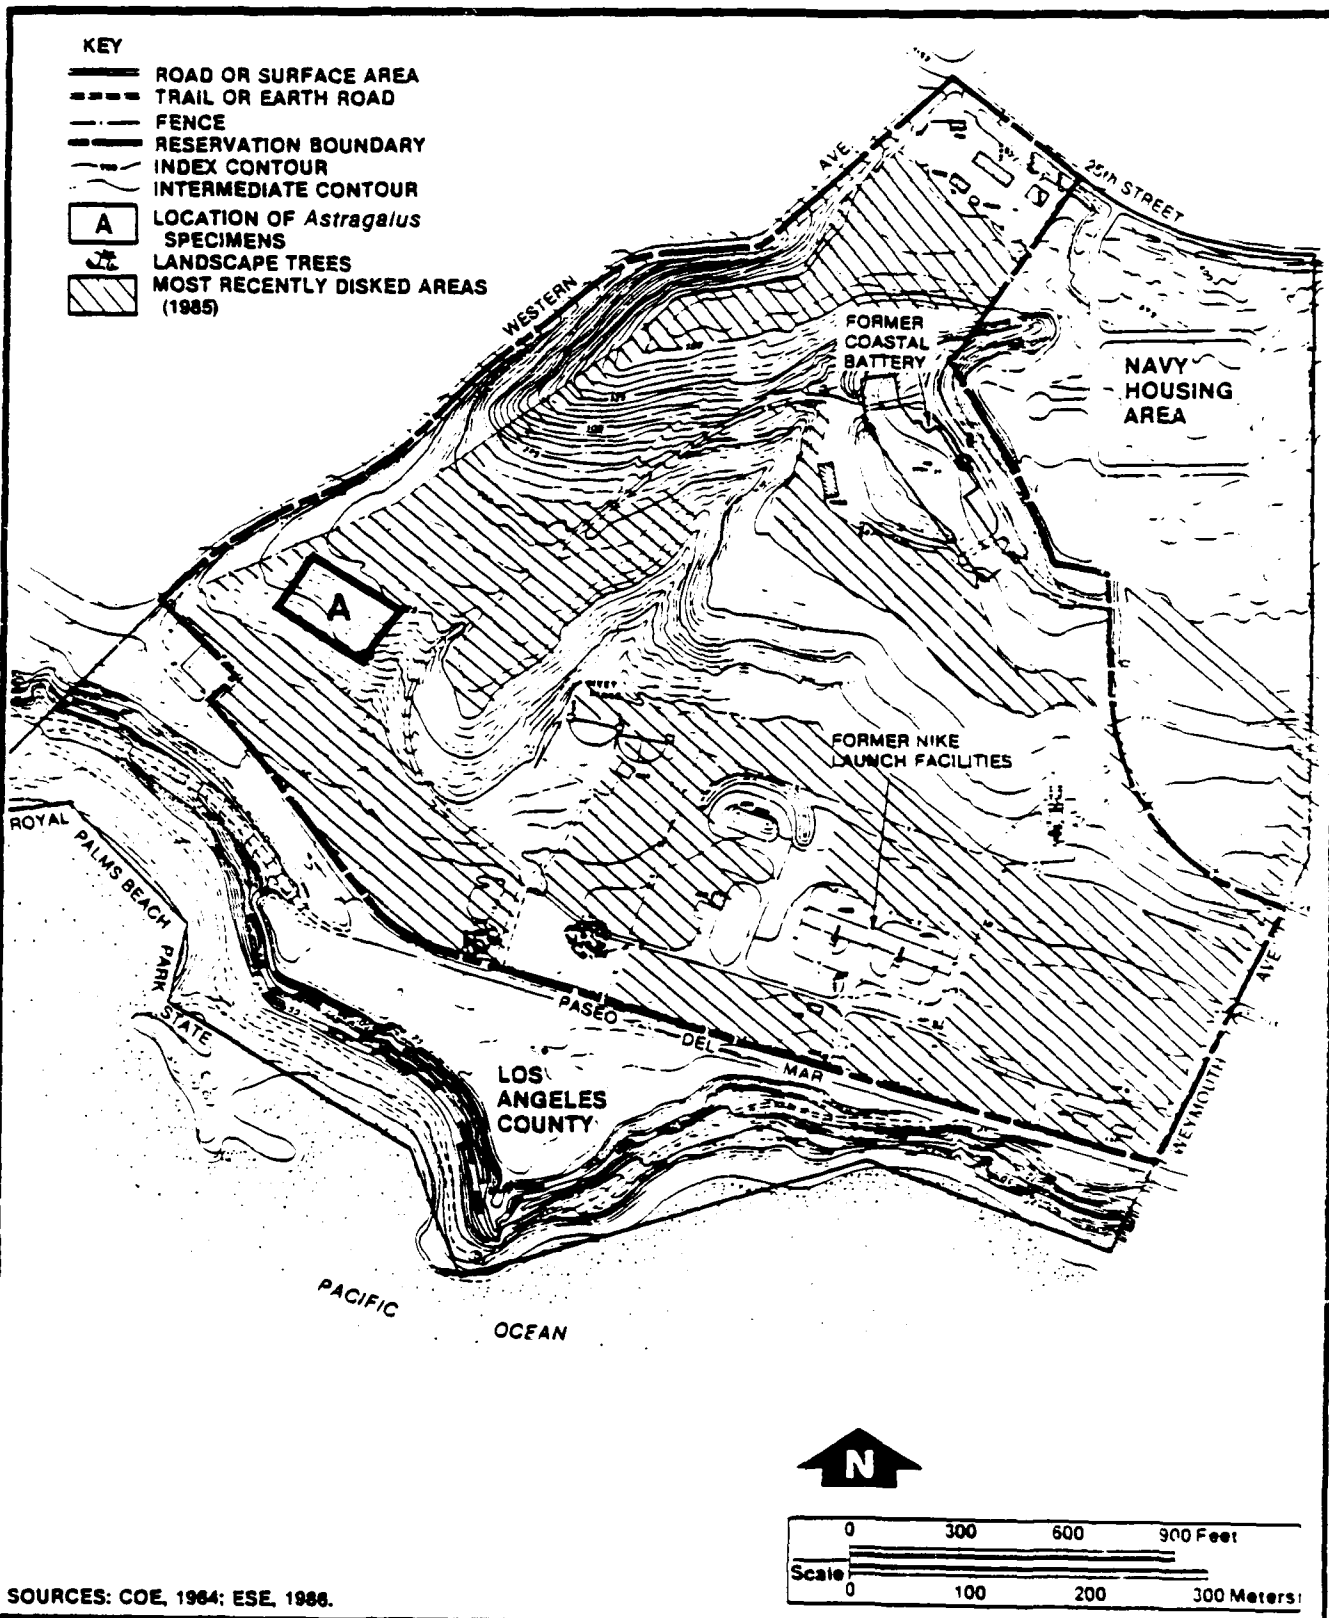 KEY
ROAD OR SURFACE AREA
TRAIL OR EARTH ROAD
FENCE
RESERVATION BOUNDARY
INDEX CONTOUR
INTERMEDIATE CONTOUR
A
LOCATION OF Astragalus
SPECIMENS
LANDSCAPE TREES
MOST RECENTLY DISKED AREAS
(1985)
WESTERN
AVE
25th STREET
FORMER
COASTAL
BATTERY
NAVY
HOUSING
AREA
A
FORMER NIKE
LAUNCH FACILITIES
ROYAL
PALMS BEACH
PARK
STATE
PASEO
DEL
MAR
WEYMOUTH
AVE
LOS
ANGELES
COUNTY
PACIFIC
OCEAN
N
0 300 600 900 Feet
Scale
0 100 200 300 Meters
SOURCES: COE, 1984; ESE, 1986.